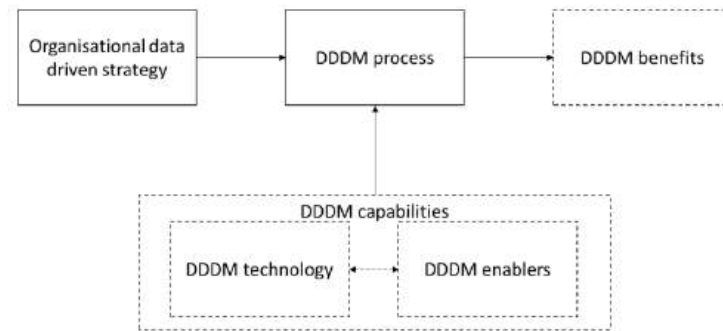 Organisational data
driven strategy
DDDM process
DDDM benefits
DDDM capabilities
DDDM technology
DDDM enablers